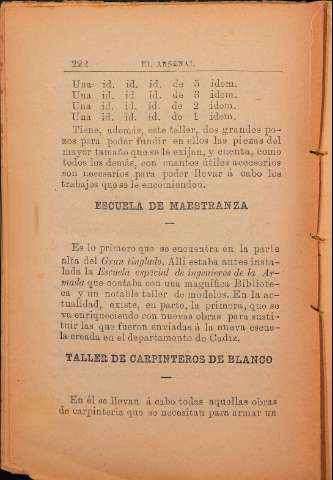 222 EL ARSENAL
Una id. id. id. de 5 idem.
Una id. id. id. de 3 idem.
Una id. id. id. de 2 idem.
Una id. id. id. de 1 idem.
Tiene, además, este taller, dos grandes po-
zos para poder fundir en ellos las piezas del
mayor tamaño que se le exijan, y cuenta, como
todos los demás, con cuantos útiles accesorios
son necesarios para poder llevar á cabo los
trabajos que se le encomienden.
ESCUELA DE MAESTRANZA
Es lo primero que se encuentra en la parte
alta del Gran tinglado. Allí estaba antes insta-
lada la Escuela especial de ingenieros de la Ar-
mada que contaba con una magnífica Bibliote-
ca y un notable taller de modelos. En la ac-
tualidad, existe, en parte, la primera, que se
va enriqueciendo con nuevas obras para susti-
tuir las que fueron enviadas á la nueva escue-
la creada en el departamento de Cadiz.
TALLER DE CARPINTEROS DE BLANCO
En él se llevan á cabo todas aquellas obras
de carpinteria que se necesitan para armar un